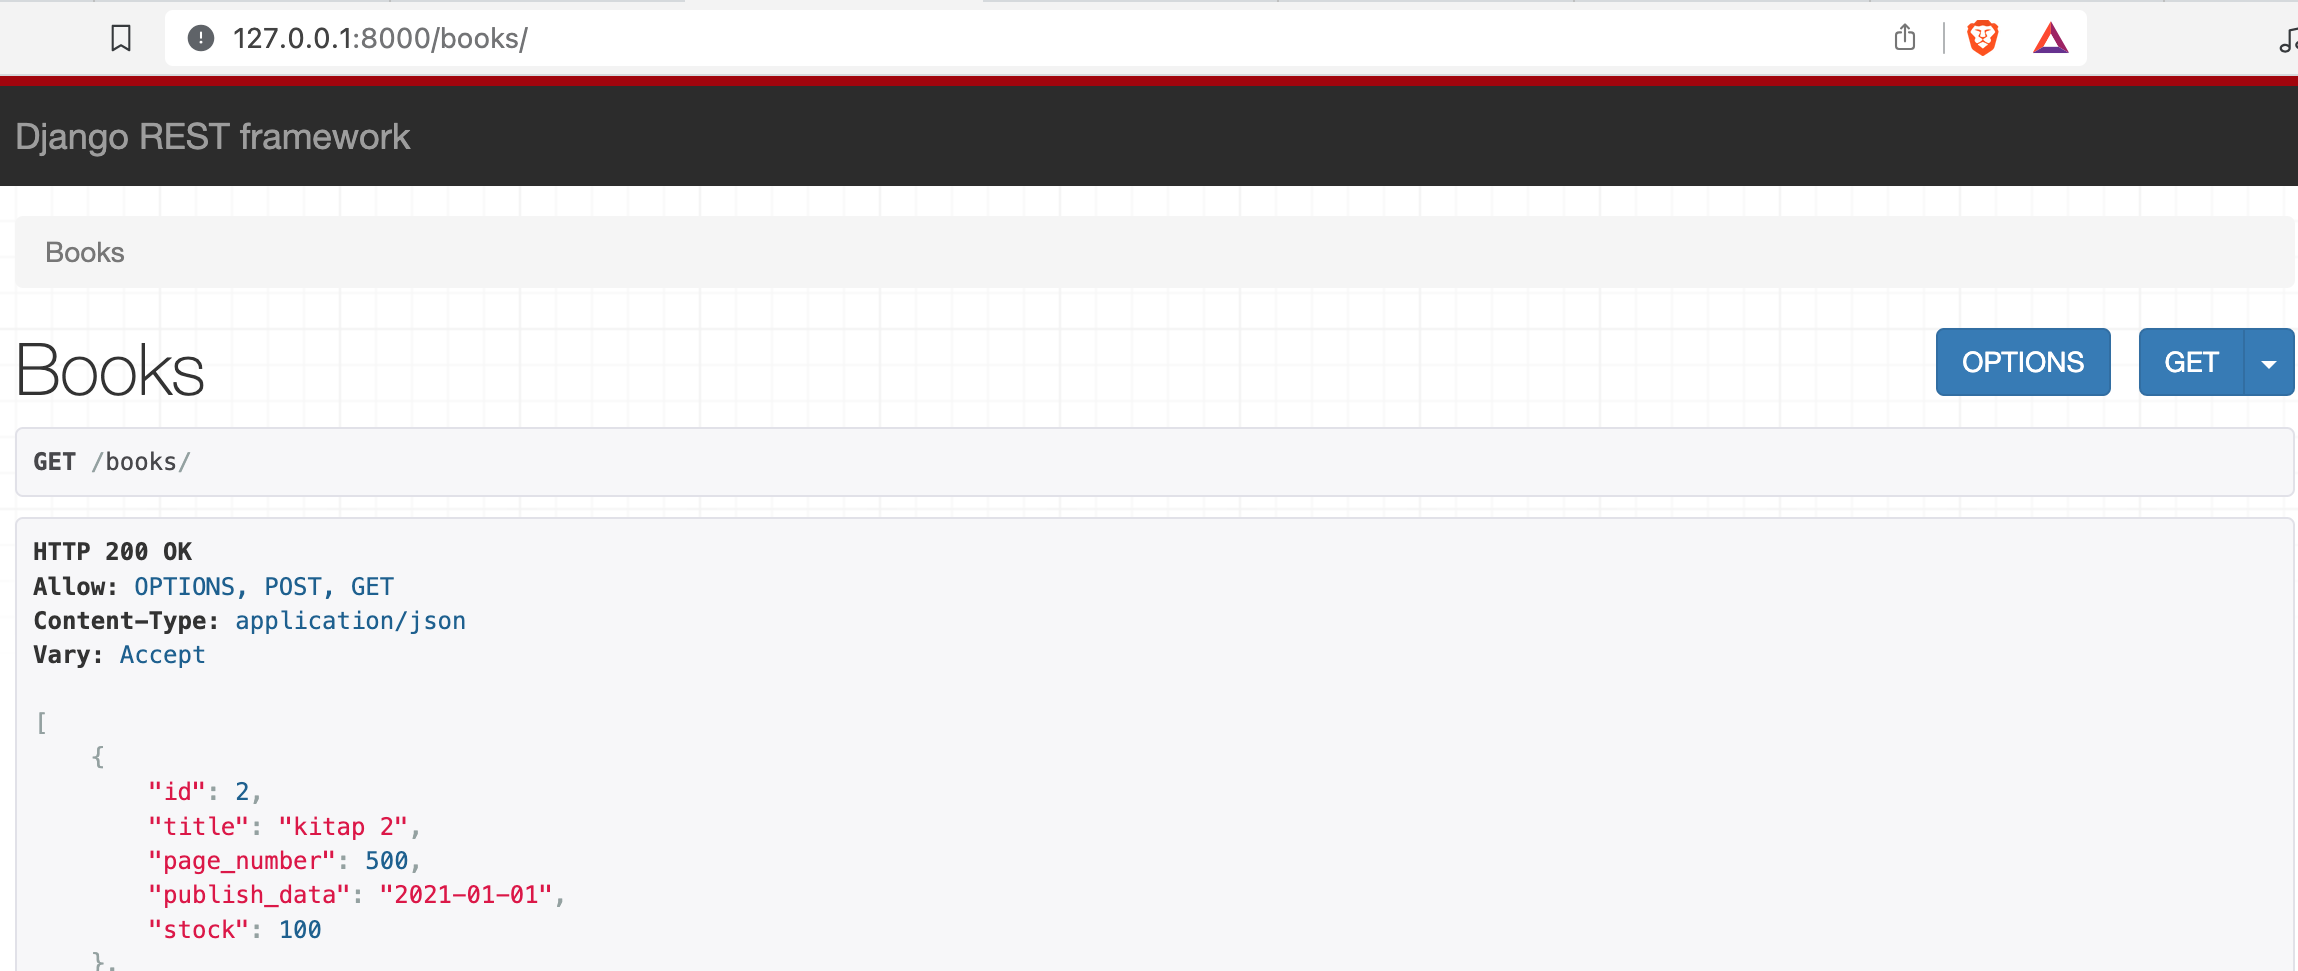 127.0.0.1:8000/books/
Django REST framework
Books
Books
OPTIONS
GET
GET /books/
HTTP 200 OK
Allow: OPTIONS, POST, GET
Content-Type: application/json
Vary: Accept
[
{
"id": 2,
"title": "kitap 2",
"page_number": 500,
"publish_data": "2021-01-01",
"stock": 100
},